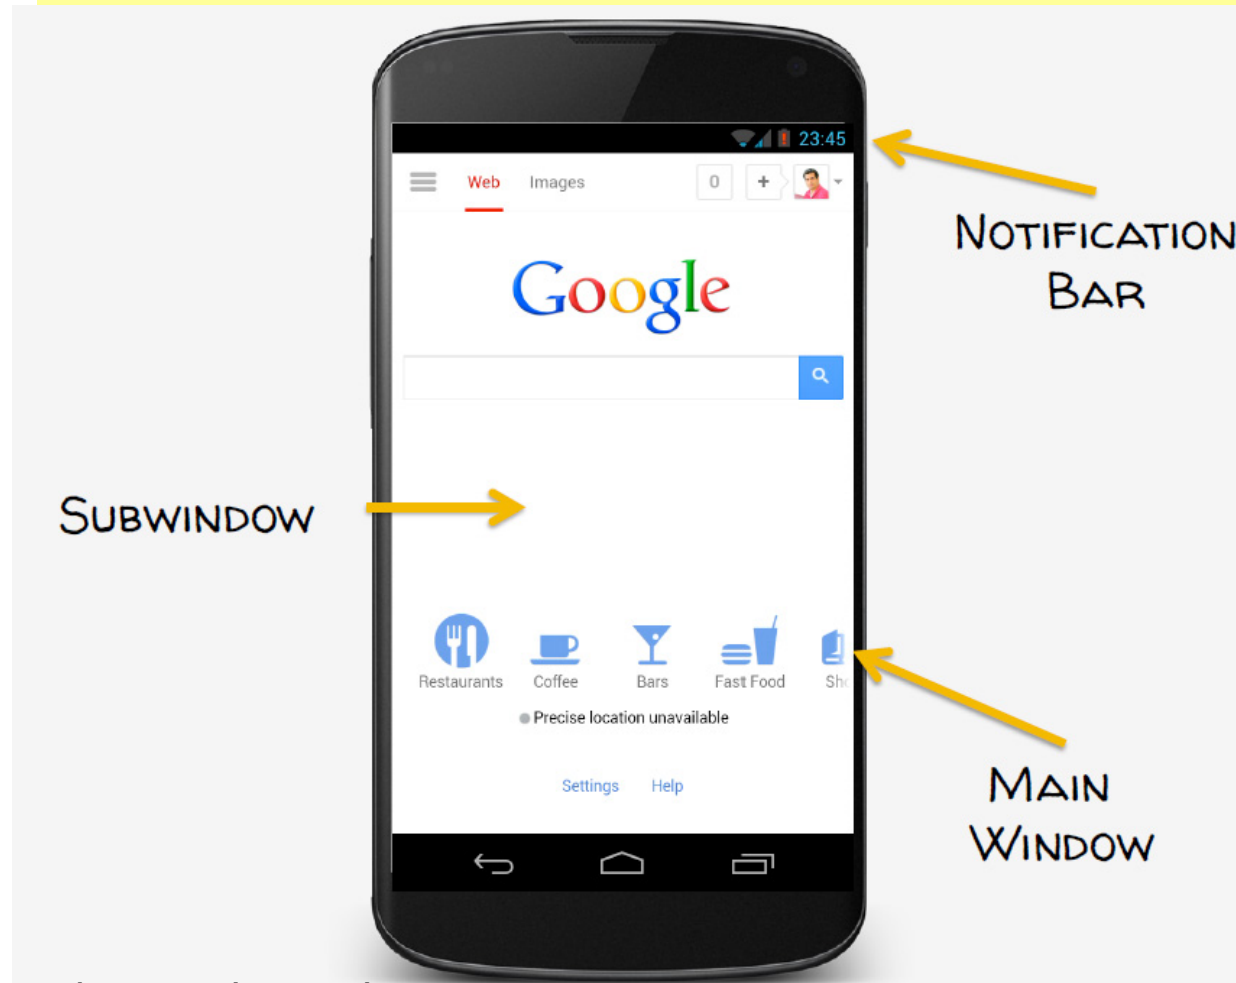 23:45
Web Images 0 +
NOTIFICATION
BAR
Google
SUBWINDOW
Restaurants Coffee Bars Fast Food
Precise location unavailable
Settings Help
MAIN
WINDOW